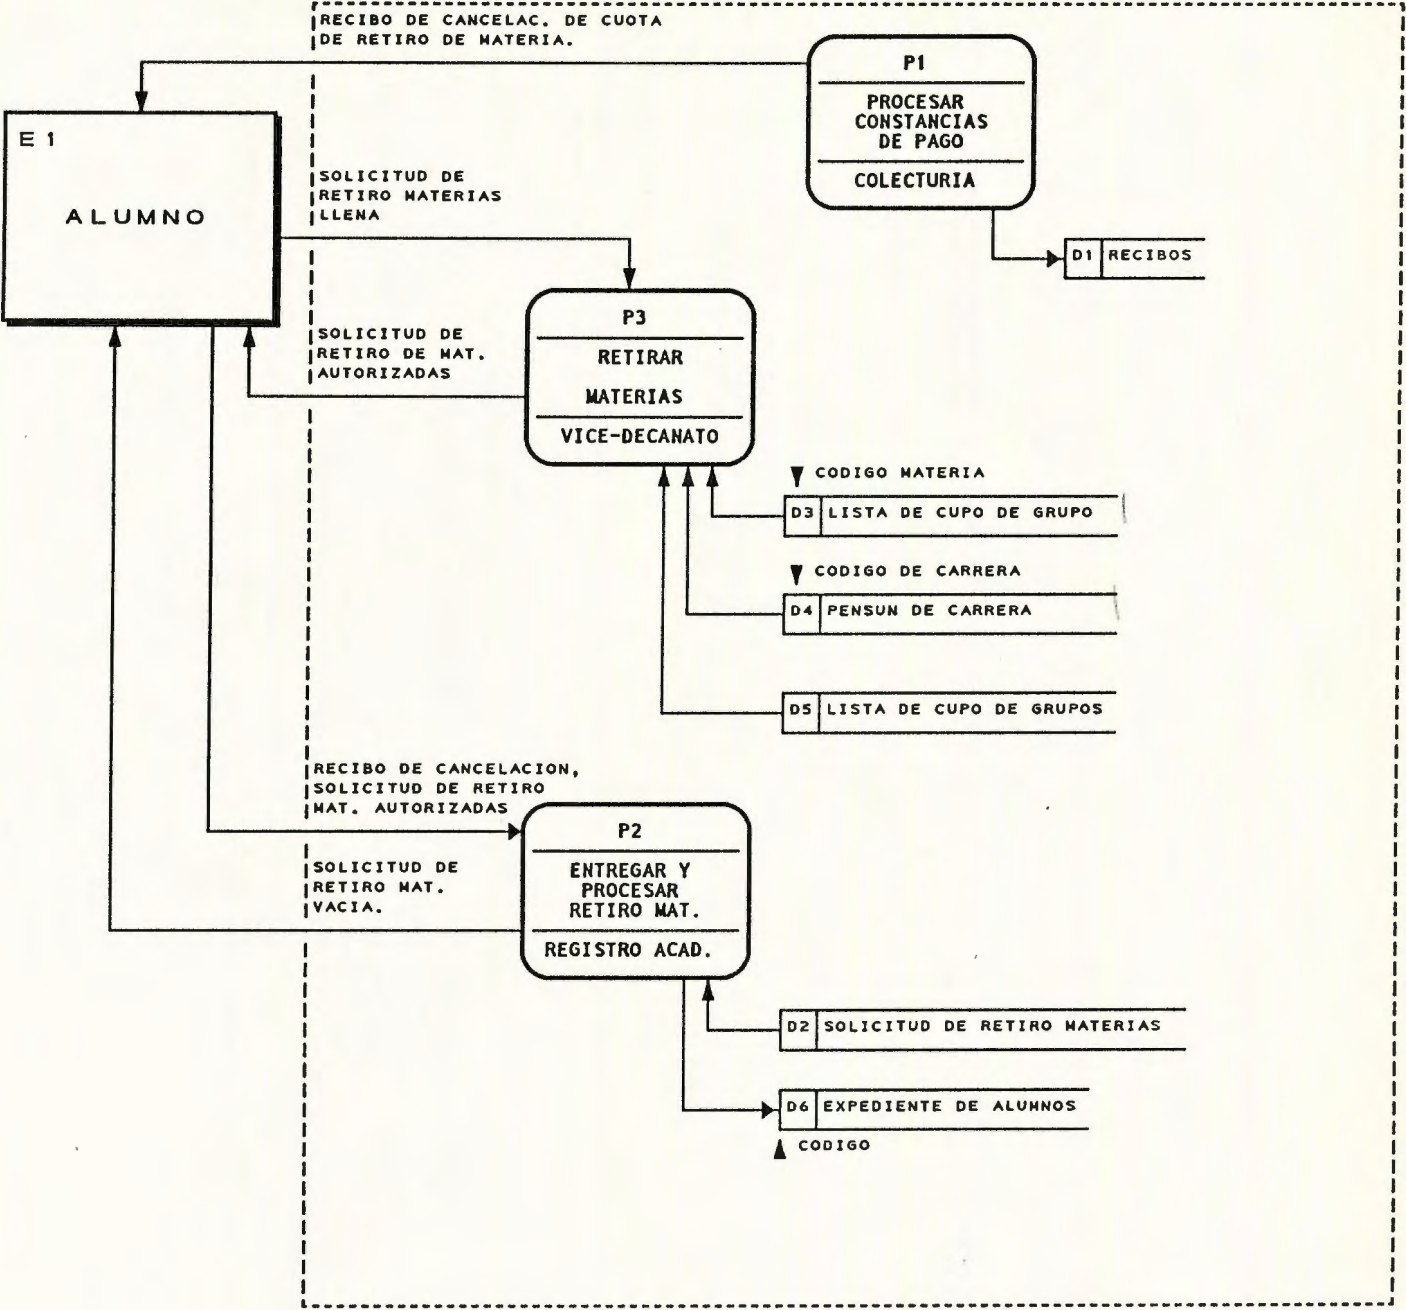 RECIBO DE CANCELAC. DE CUOTA
DE RETIRO DE MATERIA.
P1
PROCESAR
CONSTANCIAS
DE PAGO
COLECTURIA
E 1
ALUMNO
SOLICITUD DE
RETIRO MATERIAS
LLENA
D1 RECIBOS
P3
RETIRAR
MATERIAS
VICE-DECANATO
SOLICITUD DE
RETIRO DE MAT.
AUTORIZADAS
CODIGO MATERIA
D3 LISTA DE CUPO DE GRUPO
CODIGO DE CARRERA
D4 PENSUN DE CARRERA
D5 LISTA DE CUPO DE GRUPOS
RECIBO DE CANCELACION,
SOLICITUD DE RETIRO
MAT. AUTORIZADAS
P2
ENTREGAR Y
PROCESAR
RETIRO MAT.
REGISTRO ACAD.
SOLICITUD DE
RETIRO MAT.
VACIA.
D2 SOLICITUD DE RETIRO MATERIAS
D6 EXPEDIENTE DE ALUMNOS
CODIGO